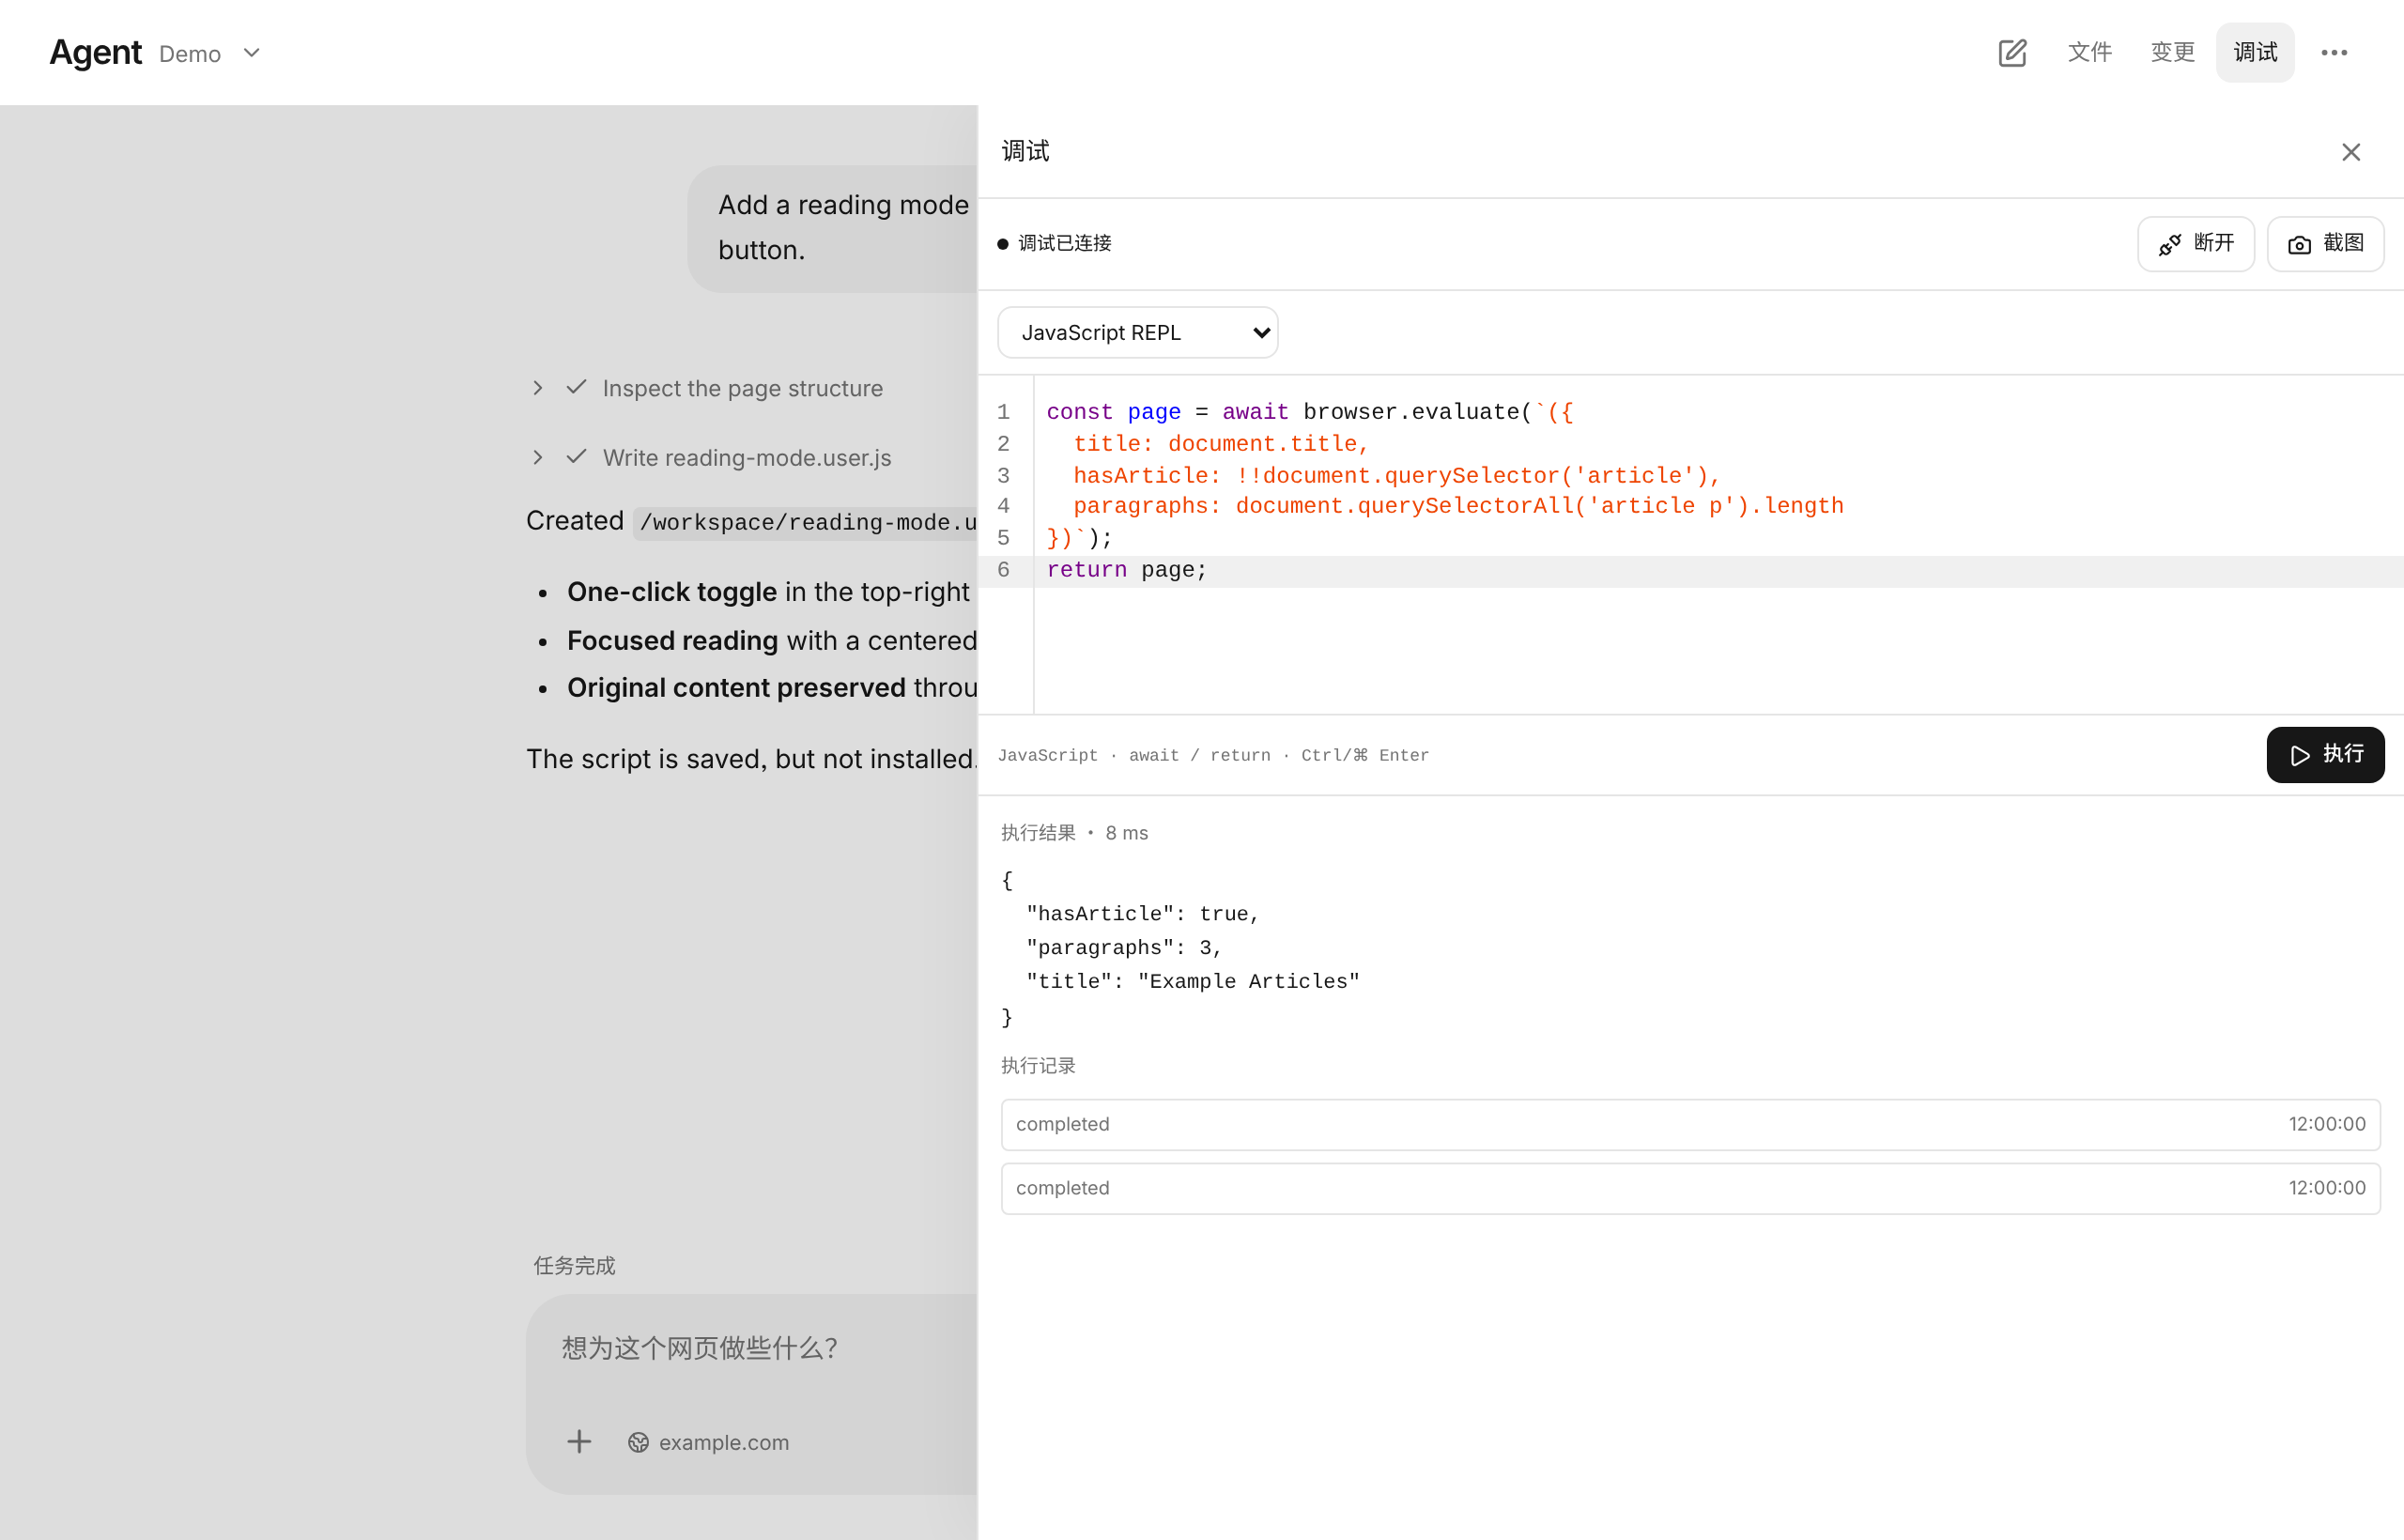 Agent Demo
文件 变更 调试
Add a reading mode
button.
Inspect the page structure
Write reading-mode.user.js
Created /workspace/reading-mode.u
• One-click toggle in the top-right
• Focused reading with a centered
• Original content preserved throu
The script is saved, but not installed.
任务完成
想为这个网页做些什么？
example.com
调试
调试已连接
断开 截图
JavaScript REPL
1 const page = await browser.evaluate(`({
2   title: document.title,
3   hasArticle: !!document.querySelector('article'),
4   paragraphs: document.querySelectorAll('article p').length
5 })`);
6 return page;
JavaScript · await / return · Ctrl/⌘ Enter
执行
执行结果 • 8 ms
{
  "hasArticle": true,
  "paragraphs": 3,
  "title": "Example Articles"
}
执行记录
completed 12:00:00
completed 12:00:00